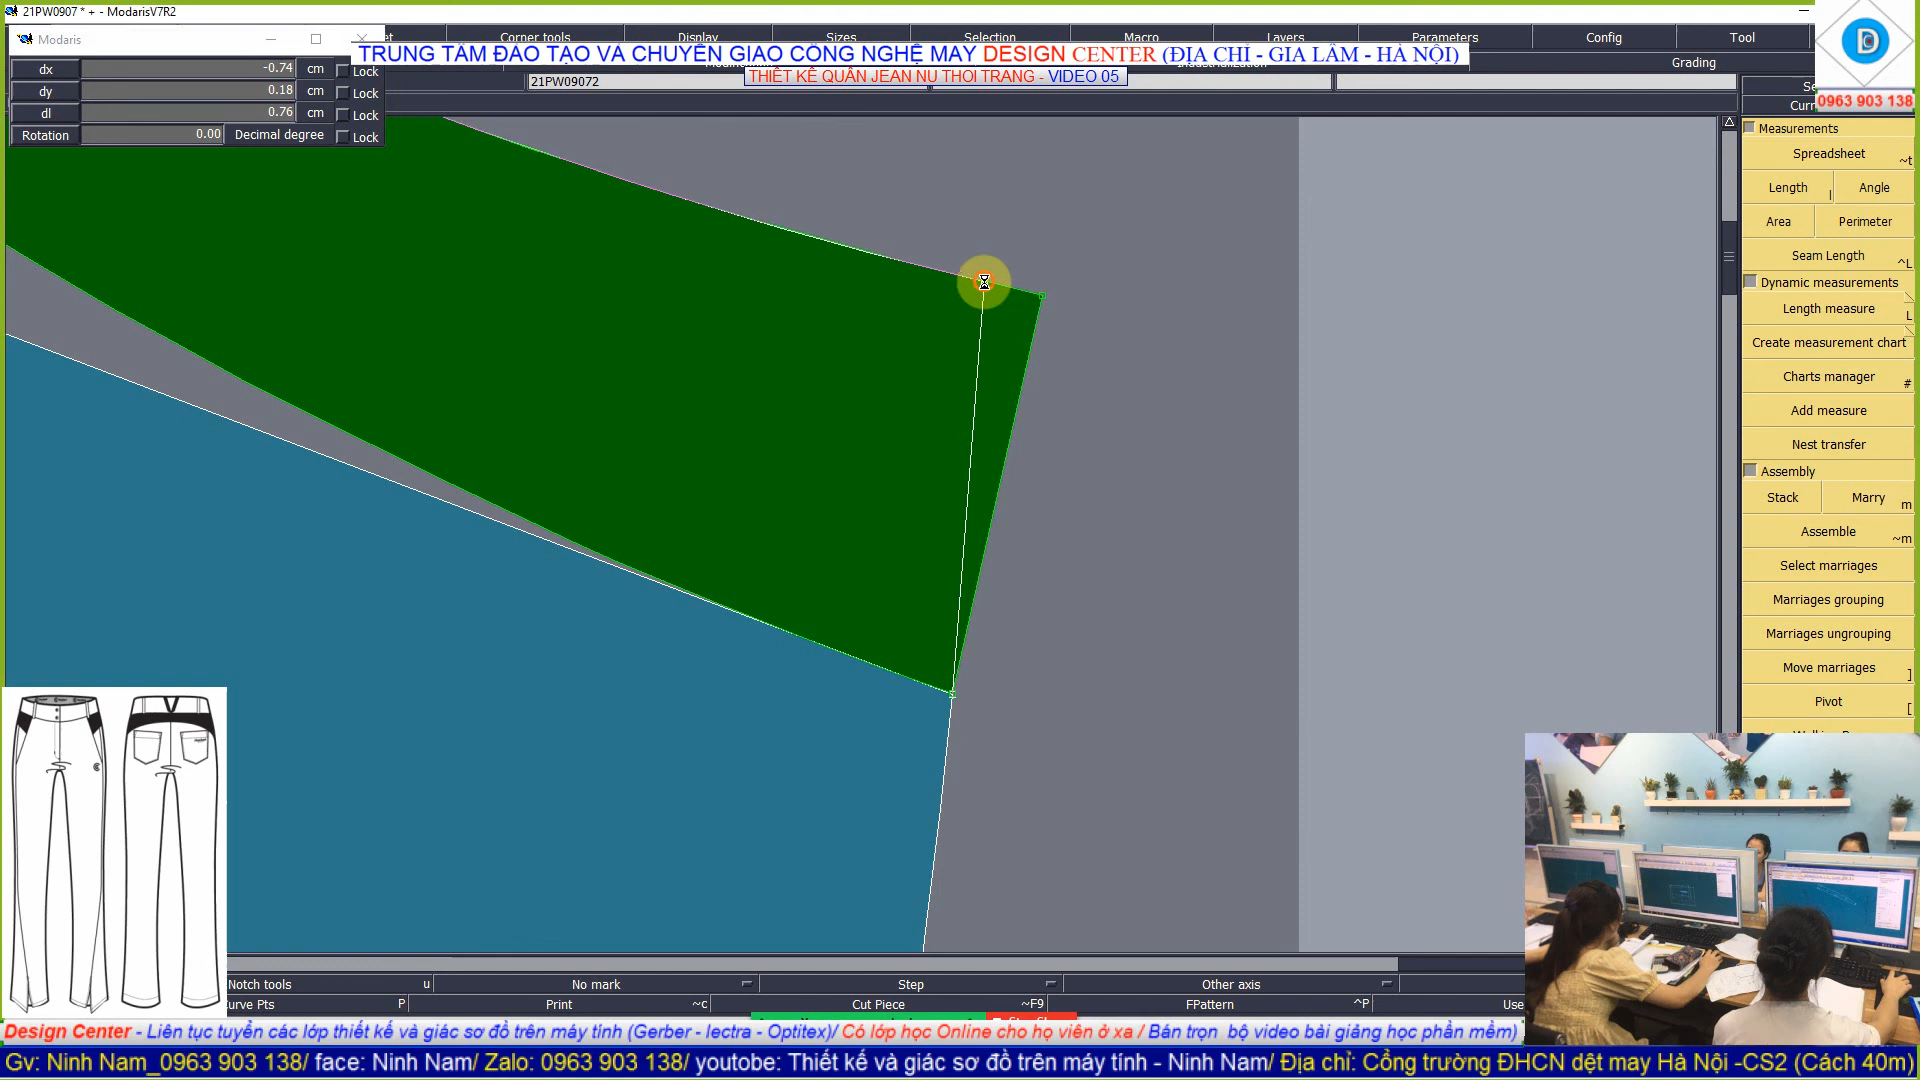 21PW0907 * + - ModarisV7R2
Modaris
Corner tools
Display
Sizes
Selection
Macro
Layers
Parameters
Config
Tool
TRUNG TÂM ĐÀO TẠO VÀ CHUYỂN GIAO CÔNG NGHỆ MAY DESIGN CENTER (ĐỊA CHỈ - GIA LÂM - HÀ NỘI)
THIẾT KẾ QUẦN JEAN NỮ THỜI TRANG - VIDEO 05
Grading
dx -0.74 cm Lock
dy 0.18 cm Lock
dl 0.76 cm Lock
Rotation 0.00 Decimal degree Lock
21PW09072
0963 903 138
Measurements
Spreadsheet ~t
Length l Angle
Area Perimeter
Seam Length ^L
Dynamic measurements
Length measure L
Create measurement chart
Charts manager #
Add measure
Nest transfer
Assembly
Stack Marry m
Assemble ~m
Select marriages
Marriages grouping
Marriages ungrouping
Move marriages ]
Pivot [
Notch tools u No mark Step Other axis
urve Pts P Print ~c Cut Piece ~F9 FPattern ^P Use
Design Center - Liên tục tuyển các lớp thiết kế và giác sơ đồ trên máy tính (Gerber - lectra - Optitex)/ Có lớp học Online cho họ viên ở xa / Bán trọn bộ video bài giảng học phần mềm)
Gv: Ninh Nam_0963 903 138/ face: Ninh Nam/ Zalo: 0963 903 138/ youtobe: Thiết kế và giác sơ đồ trên máy tính - Ninh Nam/ Địa chỉ: Cổng trường ĐHCN dệt may Hà Nội -CS2 (Cách 40m)